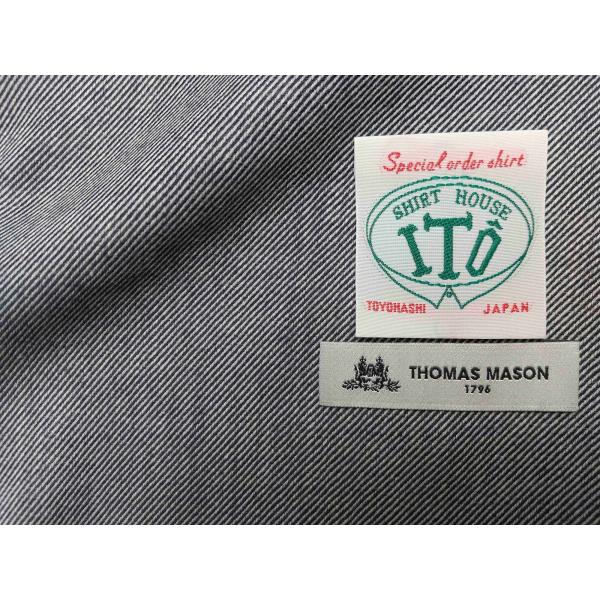 Special order shirt
SHIRT HOUSE
ITÔ
TOYOHASHI JAPAN
THOMAS MASON
1796